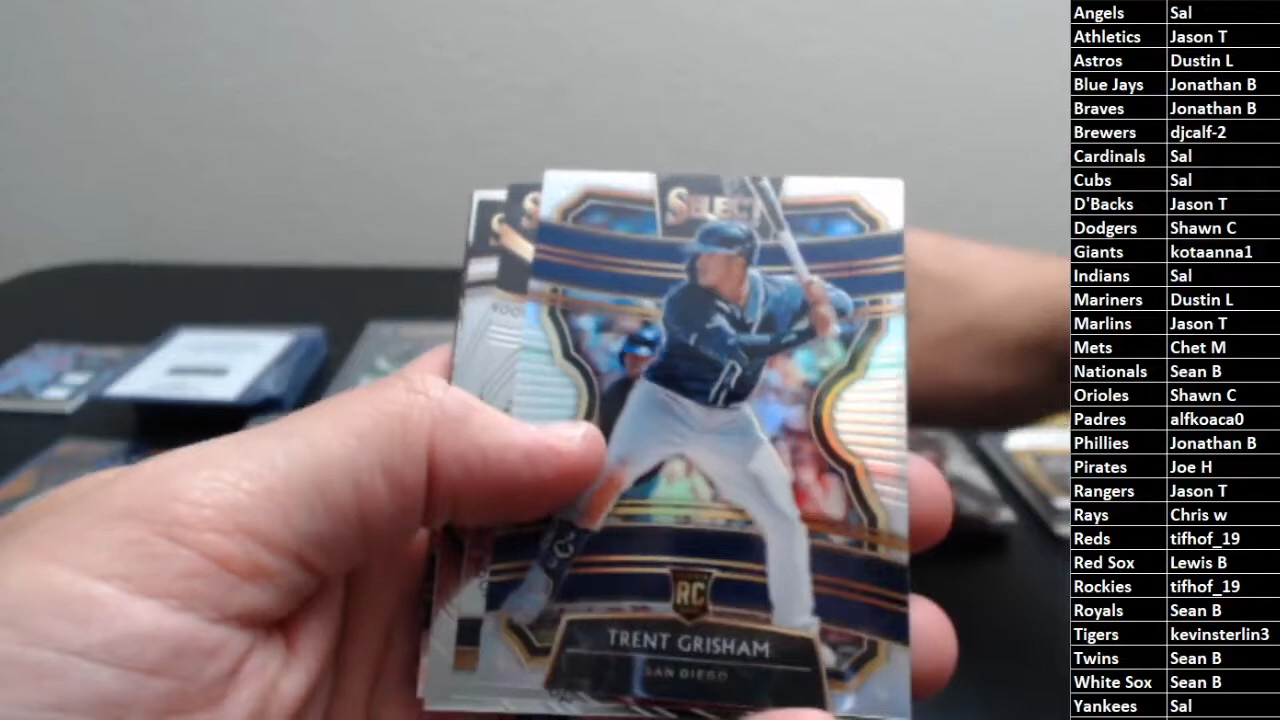 SELECT
RC
TRENT GRISHAM
SAN DIEGO
Angels Sal
Athletics Jason T
Astros Dustin L
Blue Jays Jonathan B
Braves Jonathan B
Brewers djcalf-2
Cardinals Sal
Cubs Sal
D'Backs Jason T
Dodgers Shawn C
Giants kotaanna1
Indians Sal
Mariners Dustin L
Marlins Jason T
Mets Chet M
Nationals Sean B
Orioles Shawn C
Padres alfkoaca0
Phillies Jonathan B
Pirates Joe H
Rangers Jason T
Rays Chris w
Reds tifhof_19
Red Sox Lewis B
Rockies tifhof_19
Royals Sean B
Tigers kevinsterlin3
Twins Sean B
White Sox Sean B
Yankees Sal